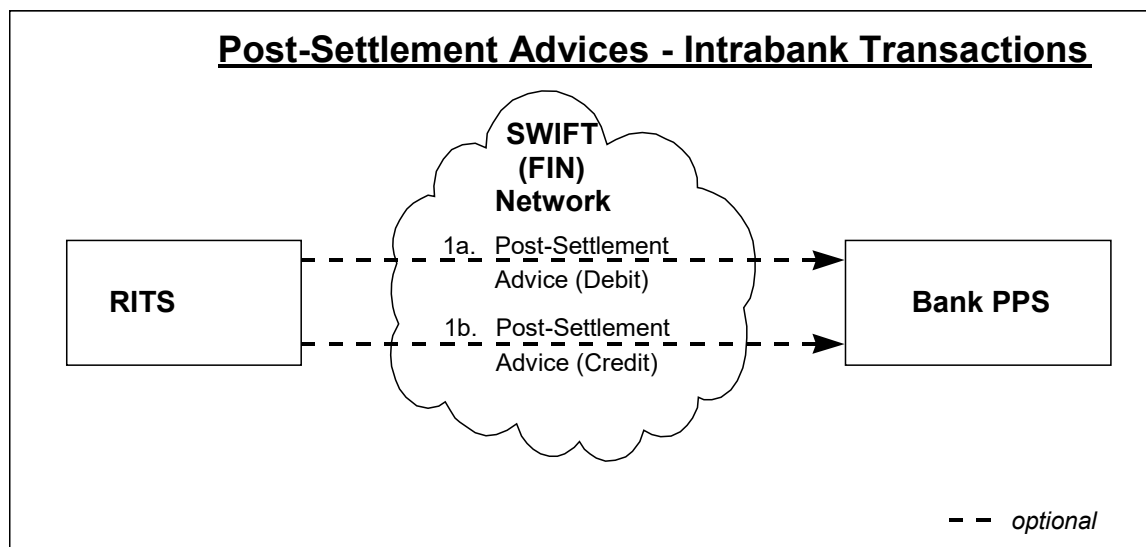 Post-Settlement Advices - Intrabank Transactions
SWIFT
(FIN)
Network
1a. Post-Settlement
Advice (Debit)
RITS
Bank PPS
1b. Post-Settlement
Advice (Credit)
optional